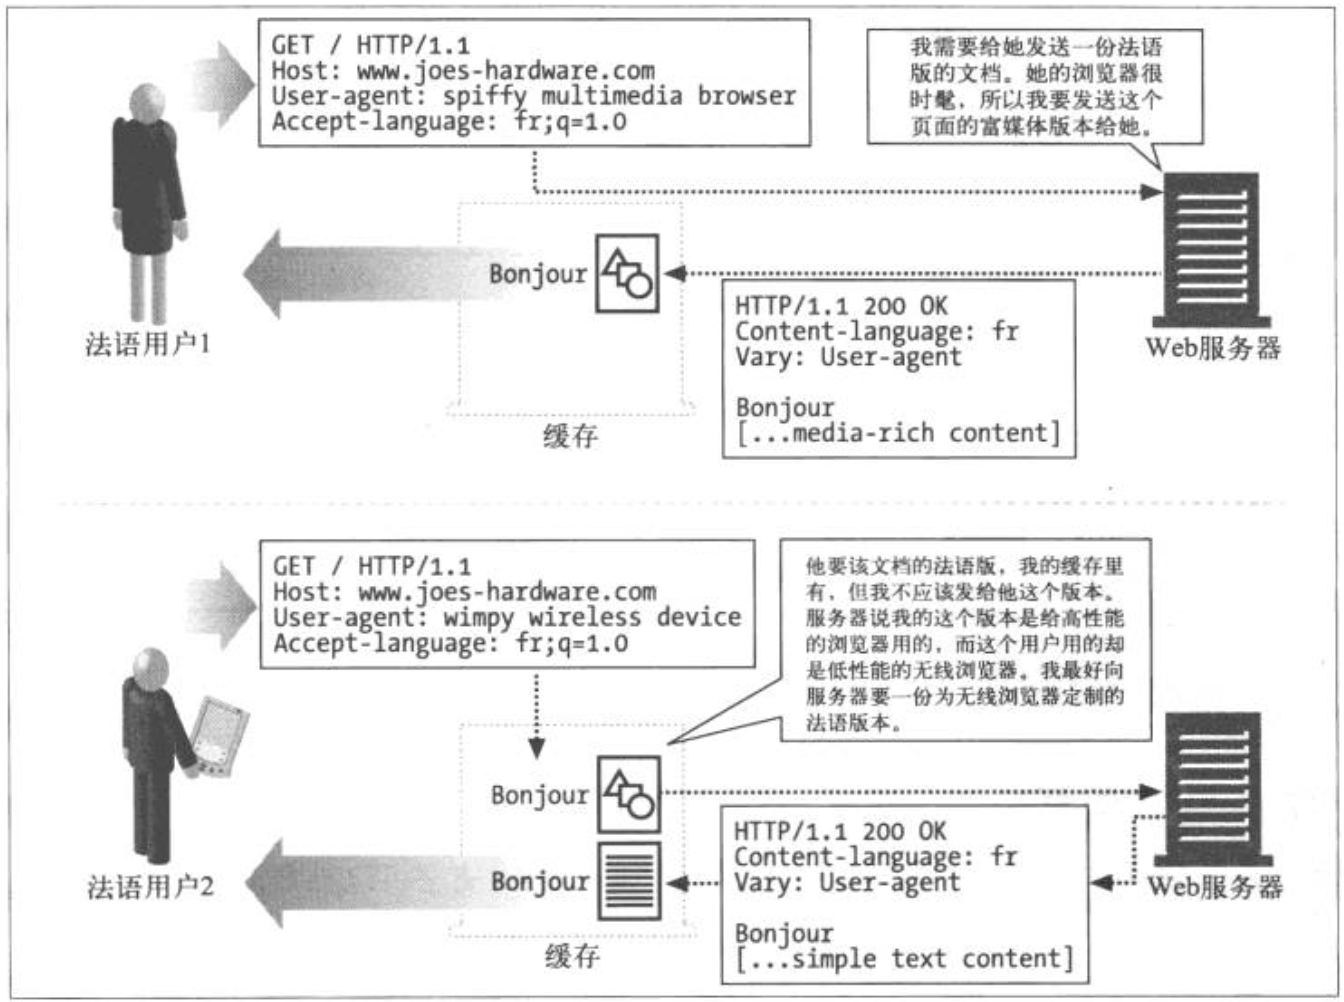 GET / HTTP/1.1
Host: www.joes-hardware.com
User-agent: spiffy multimedia browser
Accept-language: fr;q=1.0
我需要给她发送一份法语
版的文档。她的浏览器很
时髦，所以我要发送这个
页面的富媒体版本给她。
Bonjour
法语用户1
HTTP/1.1 200 OK
Content-language: fr
Vary: User-agent
Bonjour
[...media-rich content]
Web服务器
缓存
GET / HTTP/1.1
Host: www.joes-hardware.com
User-agent: wimpy wireless device
Accept-language: fr;q=1.0
他要该文档的法语版，我的缓存里
有，但我不应该发给他这个版本。
服务器说我的这个版本是给高性能
的浏览器用的，而这个用户用的却
是低性能的无线浏览器。我最好向
服务器要一份为无线浏览器定制的
法语版本。
Bonjour
Bonjour
法语用户2
HTTP/1.1 200 OK
Content-language: fr
Vary: User-agent
Bonjour
[...simple text content]
Web服务器
缓存